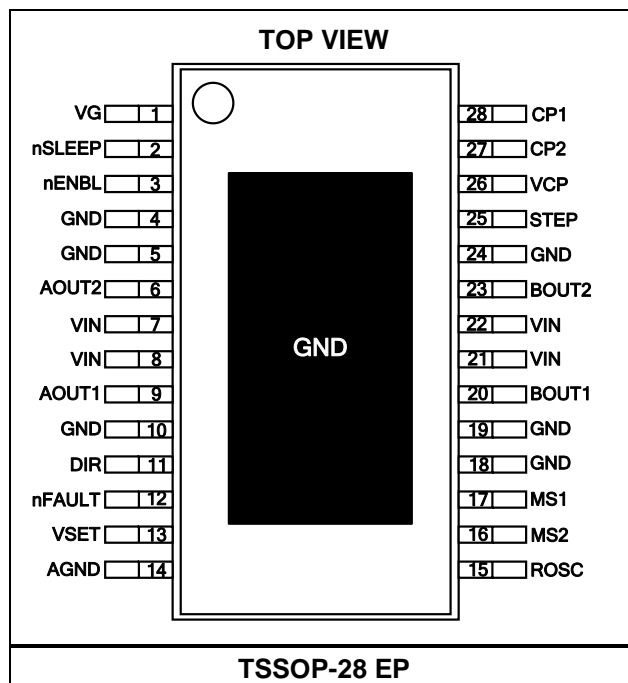 TOP VIEW
VG 1 28 CP1
nSLEEP 2 27 CP2
nENBL 3 26 VCP
GND 4 25 STEP
GND 5 24 GND
AOUT2 6 23 BOUT2
VIN 7 22 VIN
VIN 8 21 VIN
GND
AOUT1 9 20 BOUT1
GND 10 19 GND
DIR 11 18 GND
nFAULT 12 17 MS1
VSET 13 16 MS2
AGND 14 15 ROSC
TSSOP-28 EP